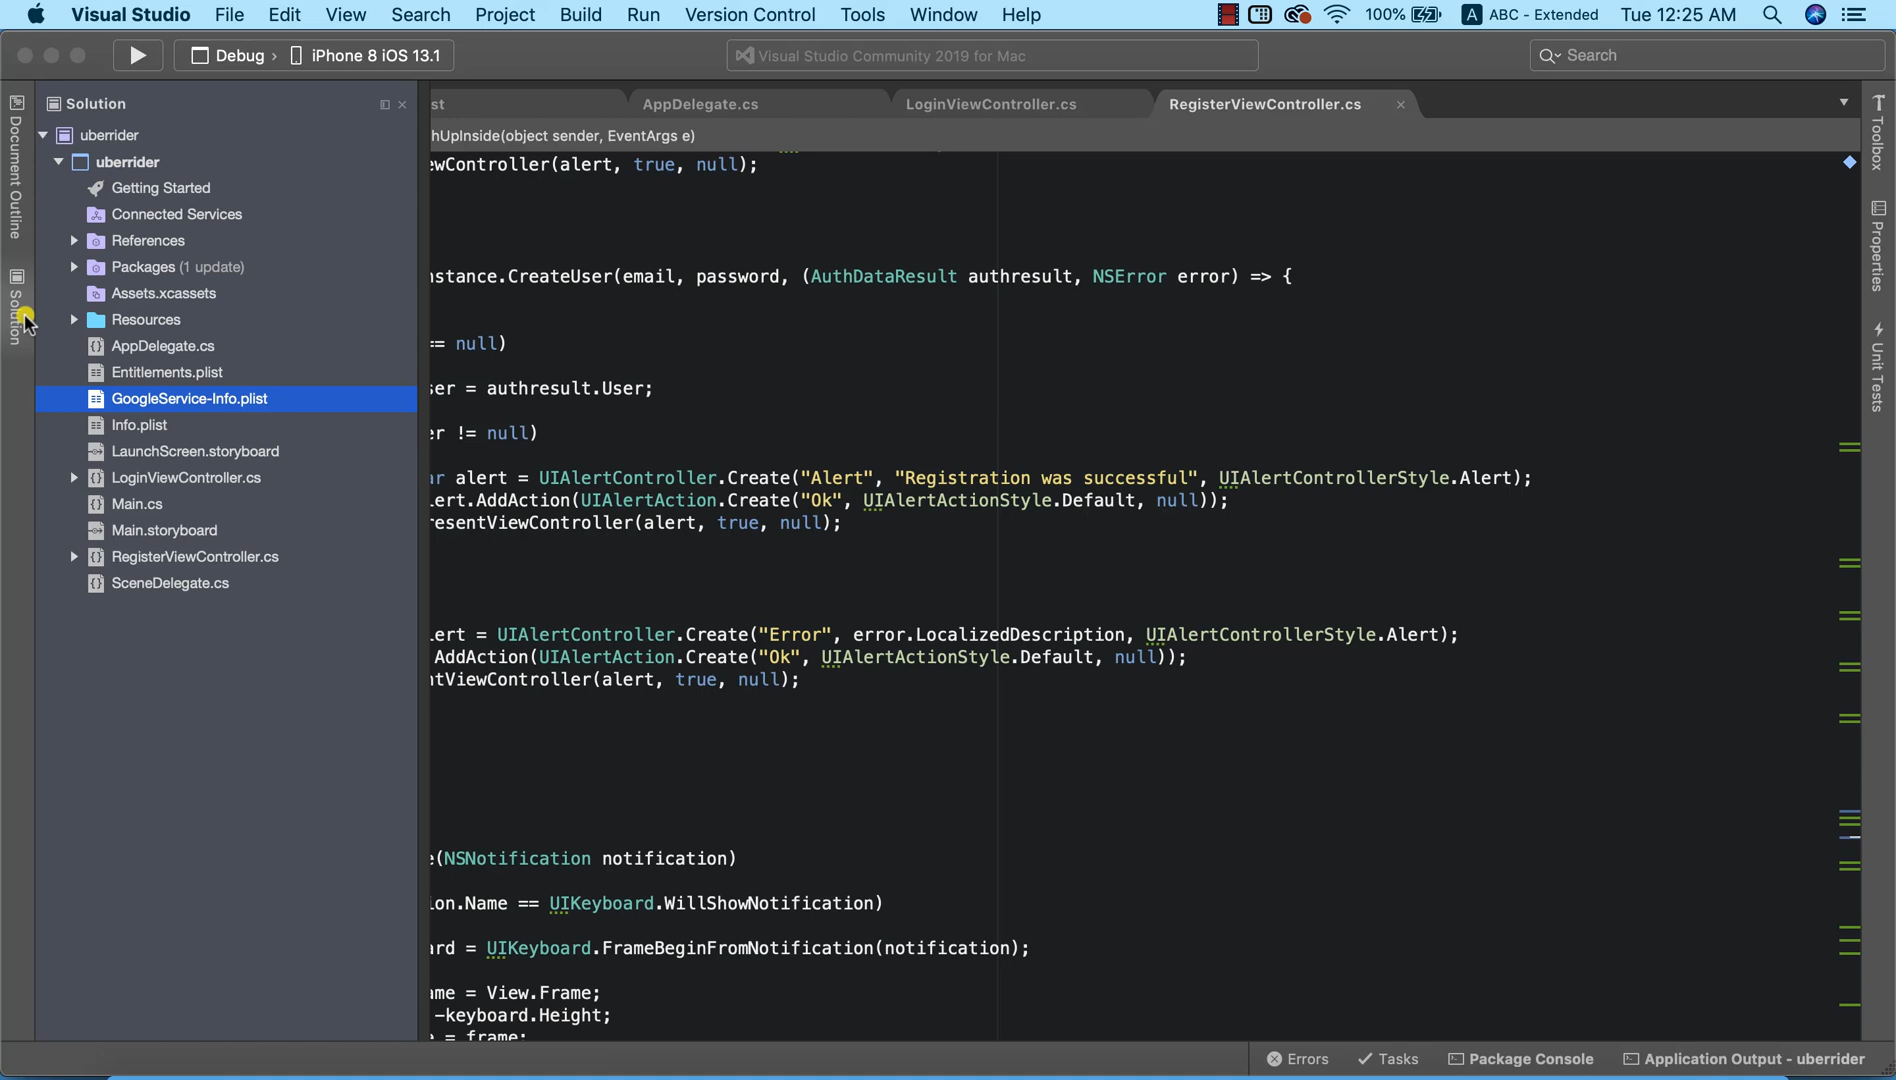 Visual Studio File Edit View Search Project Build Run Version Control Tools Window Help 100% A ABC - Extended Tue 12:25 AM
Debug › iPhone 8 iOS 13.1 Visual Studio Community 2019 for Mac Search
Document Outline
Solution
Solution
uberrider
uberrider
Getting Started
Connected Services
References
Packages (1 update)
Assets.xcassets
Resources
AppDelegate.cs
Entitlements.plist
GoogleService-Info.plist
Info.plist
LaunchScreen.storyboard
LoginViewController.cs
Main.cs
Main.storyboard
RegisterViewController.cs
SceneDelegate.cs
st AppDelegate.cs LoginViewController.cs RegisterViewController.cs
hUpInside(object sender, EventArgs e)
ewController(alert, true, null);
nstance.CreateUser(email, password, (AuthDataResult authresult, NSError error) => {
== null)
ser = authresult.User;
er != null)
ar alert = UIAlertController.Create("Alert", "Registration was successful", UIAlertControllerStyle.Alert);
lert.AddAction(UIAlertAction.Create("Ok", UIAlertActionStyle.Default, null));
resentViewController(alert, true, null);
lert = UIAlertController.Create("Error", error.LocalizedDescription, UIAlertControllerStyle.Alert);
AddAction(UIAlertAction.Create("Ok", UIAlertActionStyle.Default, null));
ntViewController(alert, true, null);
e(NSNotification notification)
ion.Name == UIKeyboard.WillShowNotification)
ard = UIKeyboard.FrameBeginFromNotification(notification);
ame = View.Frame;
-keyboard.Height;
e = frame;
Toolbox
Properties
Unit Tests
Errors Tasks Package Console Application Output - uberrider